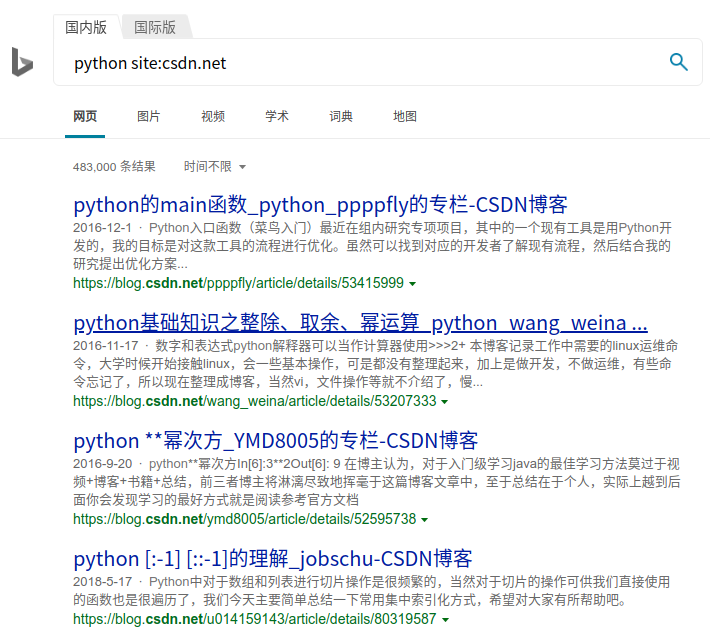 国内版 国际版
python site:csdn.net
网页 图片 视频 学术 词典 地图
483,000 条结果 时间不限
python的main函数_python_ppppfly的专栏-CSDN博客
2016-12-1 · Python入口函数（菜鸟入门）最近在组内研究专项项目，其中的一个现有工具是用Python开
发的，我的目标是对这款工具的流程进行优化。虽然可以找到对应的开发者了解现有流程，然后结合我的
研究提出优化方案...
https://blog.csdn.net/ppppfly/article/details/53415999
python基础知识之整除、取余、幂运算_python_wang_weina ...
2016-11-17 · 数字和表达式python解释器可以当作计算器使用>>>2+ 本博客记录工作中需要的linux运维命
令，大学时候开始接触linux，会一些基本操作，可是都没有整理起来，加上是做开发，不做运维，有些命
令忘记了，所以现在整理成博客，当然vi，文件操作等就不介绍了，慢...
https://blog.csdn.net/wang_weina/article/details/53207333
python **幂次方_YMD8005的专栏-CSDN博客
2016-9-20 · python**幂次方In[6]:3**2Out[6]: 9 在博主认为，对于入门级学习java的最佳学习方法莫过于视
频+博客+书籍+总结，前三者博主将淋漓尽致地挥毫于这篇博客文章中，至于总结在于个人，实际上越到后
面你会发现学习的最好方式就是阅读参考官方文档
https://blog.csdn.net/ymd8005/article/details/52595738
python [:-1] [::-1]的理解_jobschu-CSDN博客
2018-5-17 · Python中对于数组和列表进行切片操作是很频繁的，当然对于切片的操作可供我们直接使用
的函数也是很遍历了，我们今天主要简单总结一下常用集中索引化方式，希望对大家有所帮助吧。
https://blog.csdn.net/u014159143/article/details/80319587